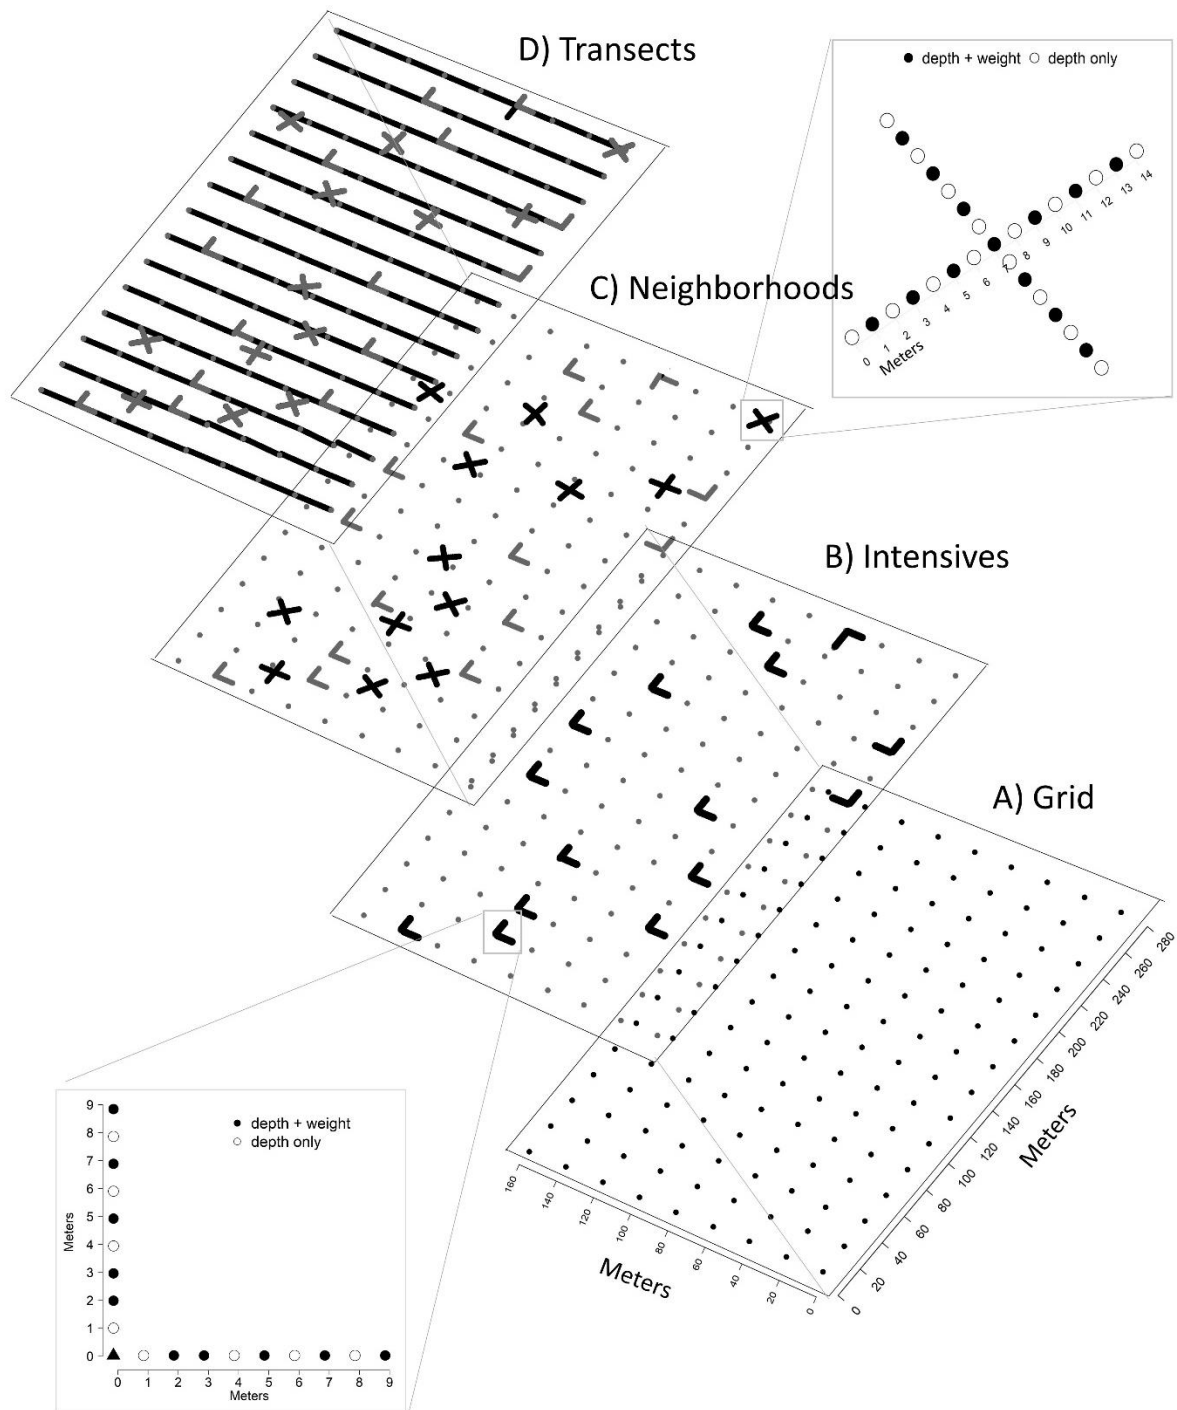 D) Transects
● depth + weight ○ depth only
0 1 2 3 4 5 6 7 8 9 10 11 12 13 14
Meters
C) Neighborhoods
B) Intensives
A) Grid
280
260
240
220
200
180
160
140
120
100
80
60
40
20
0
Meters
160 140 120 100 80 60 40 20 0
Meters
● depth + weight
○ depth only
9
8
7
6
5
4
3
2
1
0
Meters
0 1 2 3 4 5 6 7 8 9
Meters